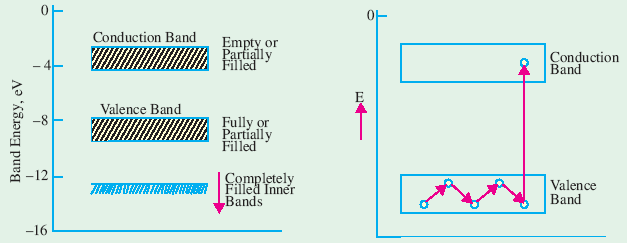 0
Conduction Band
Empty or
Partially
Filled
– 4
Band Energy, eV
–8
Valence Band
Fully or
Partially
Filled
–12
Completely
Filled Inner
Bands
–16
0
Conduction
Band
E
Valence
Band